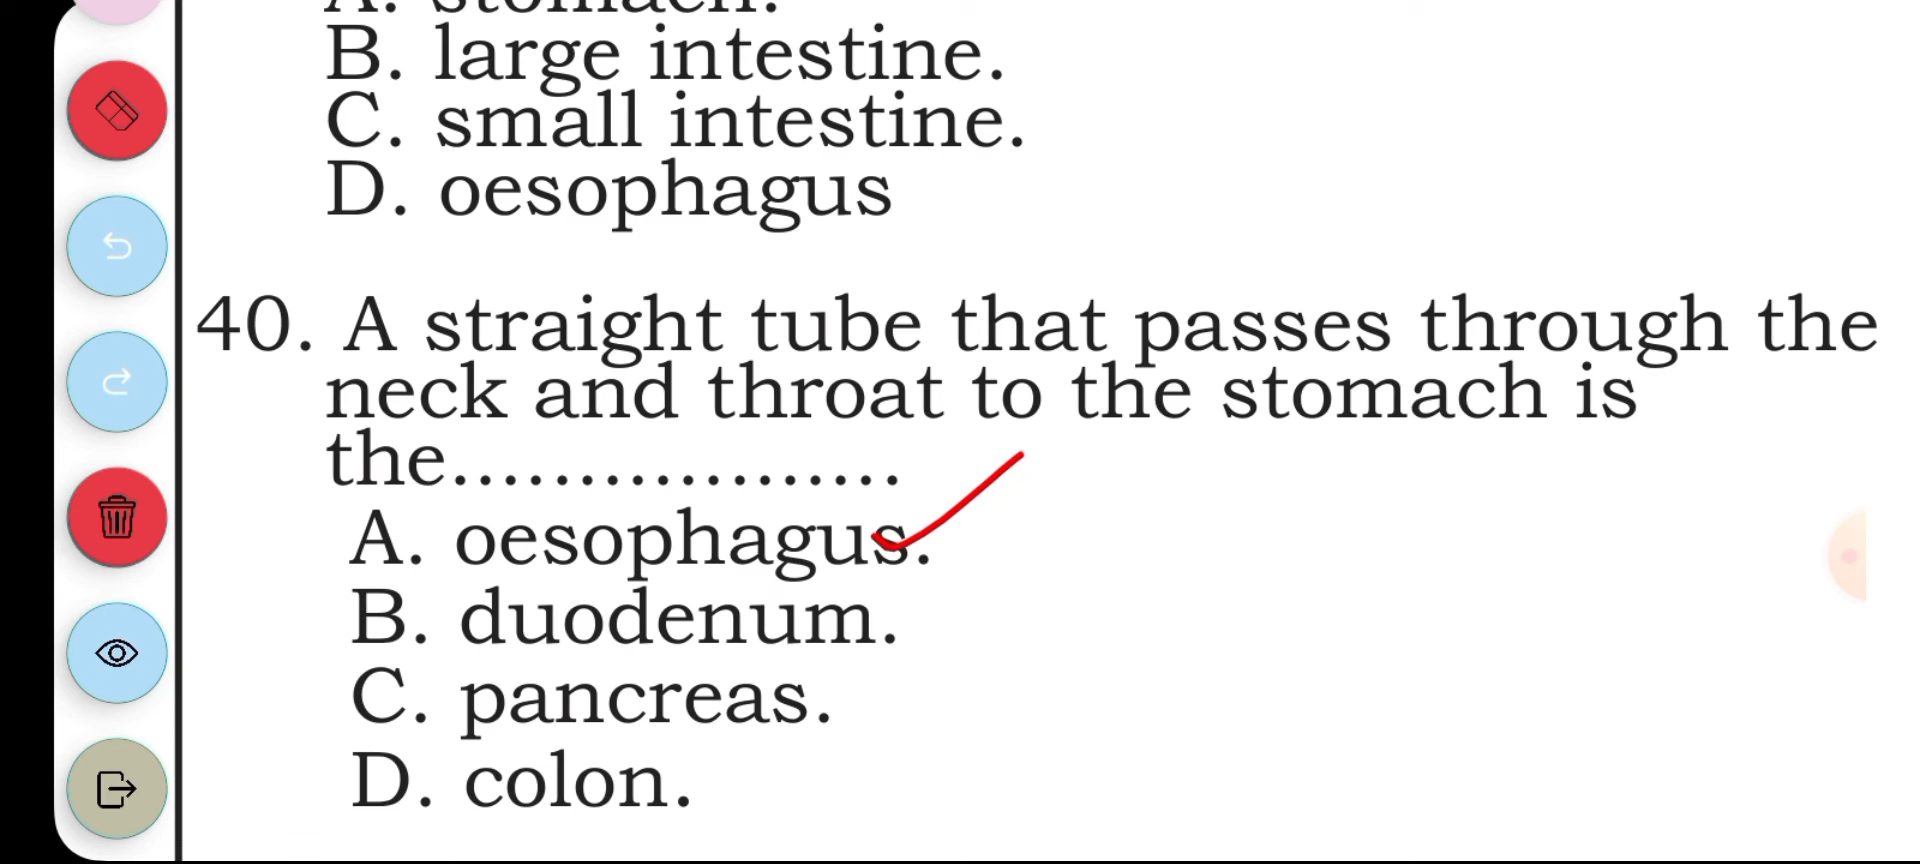 A. stomach.
B. large intestine.
C. small intestine.
D. oesophagus
40. A straight tube that passes through the
neck and throat to the stomach is
the..................
A. oesophagus.
B. duodenum.
C. pancreas.
D. colon.